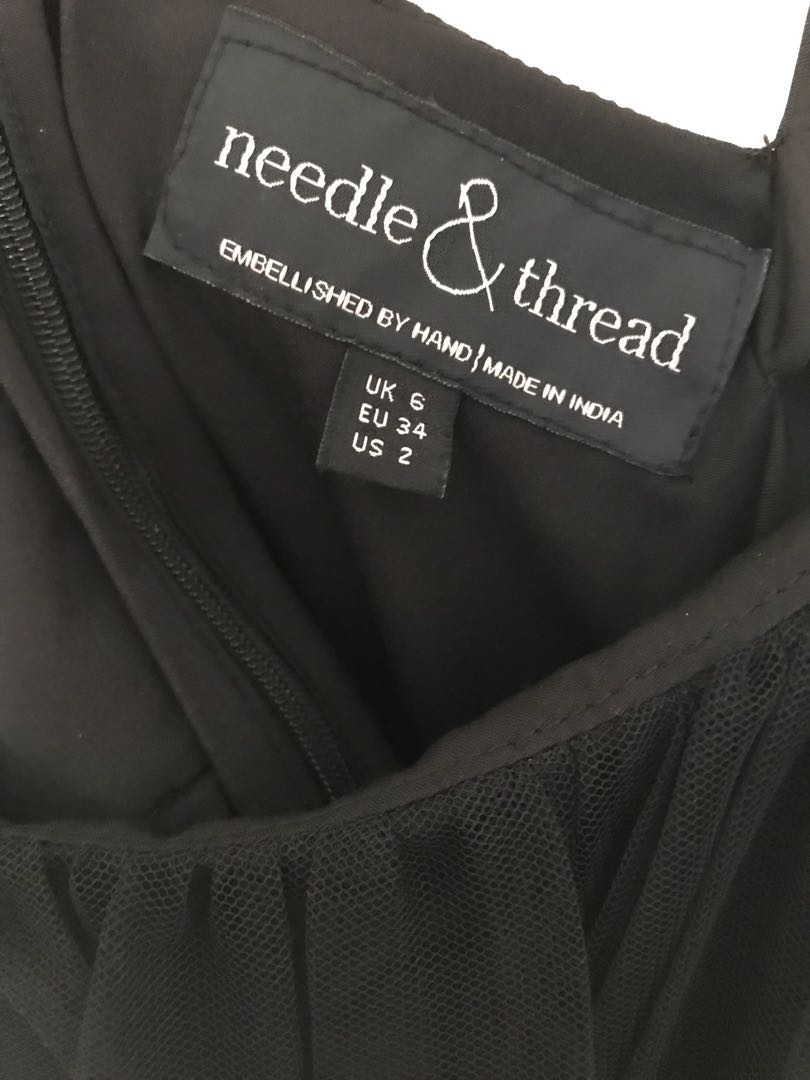 needle & thread
EMBELLISHED BY HAND } MADE IN INDIA
UK 6
EU 34
US 2